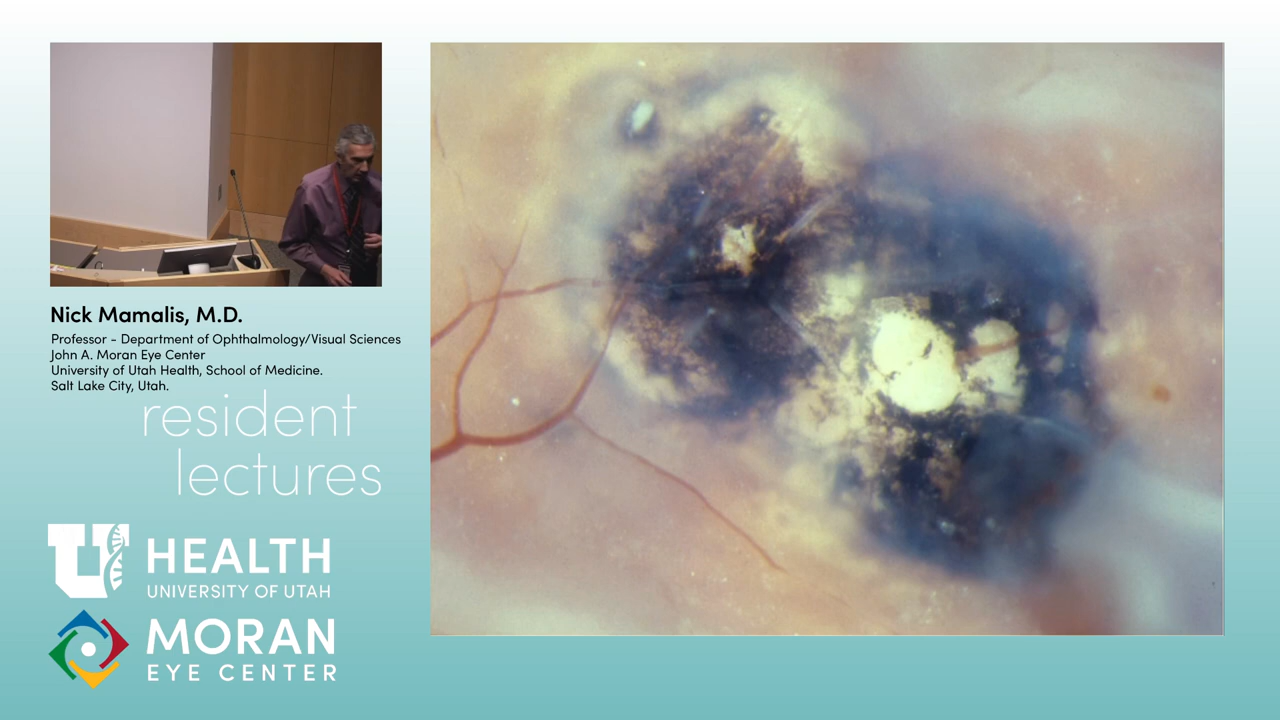 Nick Mamalis, M.D.
Professor - Department of Ophthalmology/Visual Sciences
John A. Moran Eye Center
University of Utah Health, School of Medicine.
Salt Lake City, Utah.
resident
lectures
U HEALTH
UNIVERSITY OF UTAH
MORAN
EYE CENTER